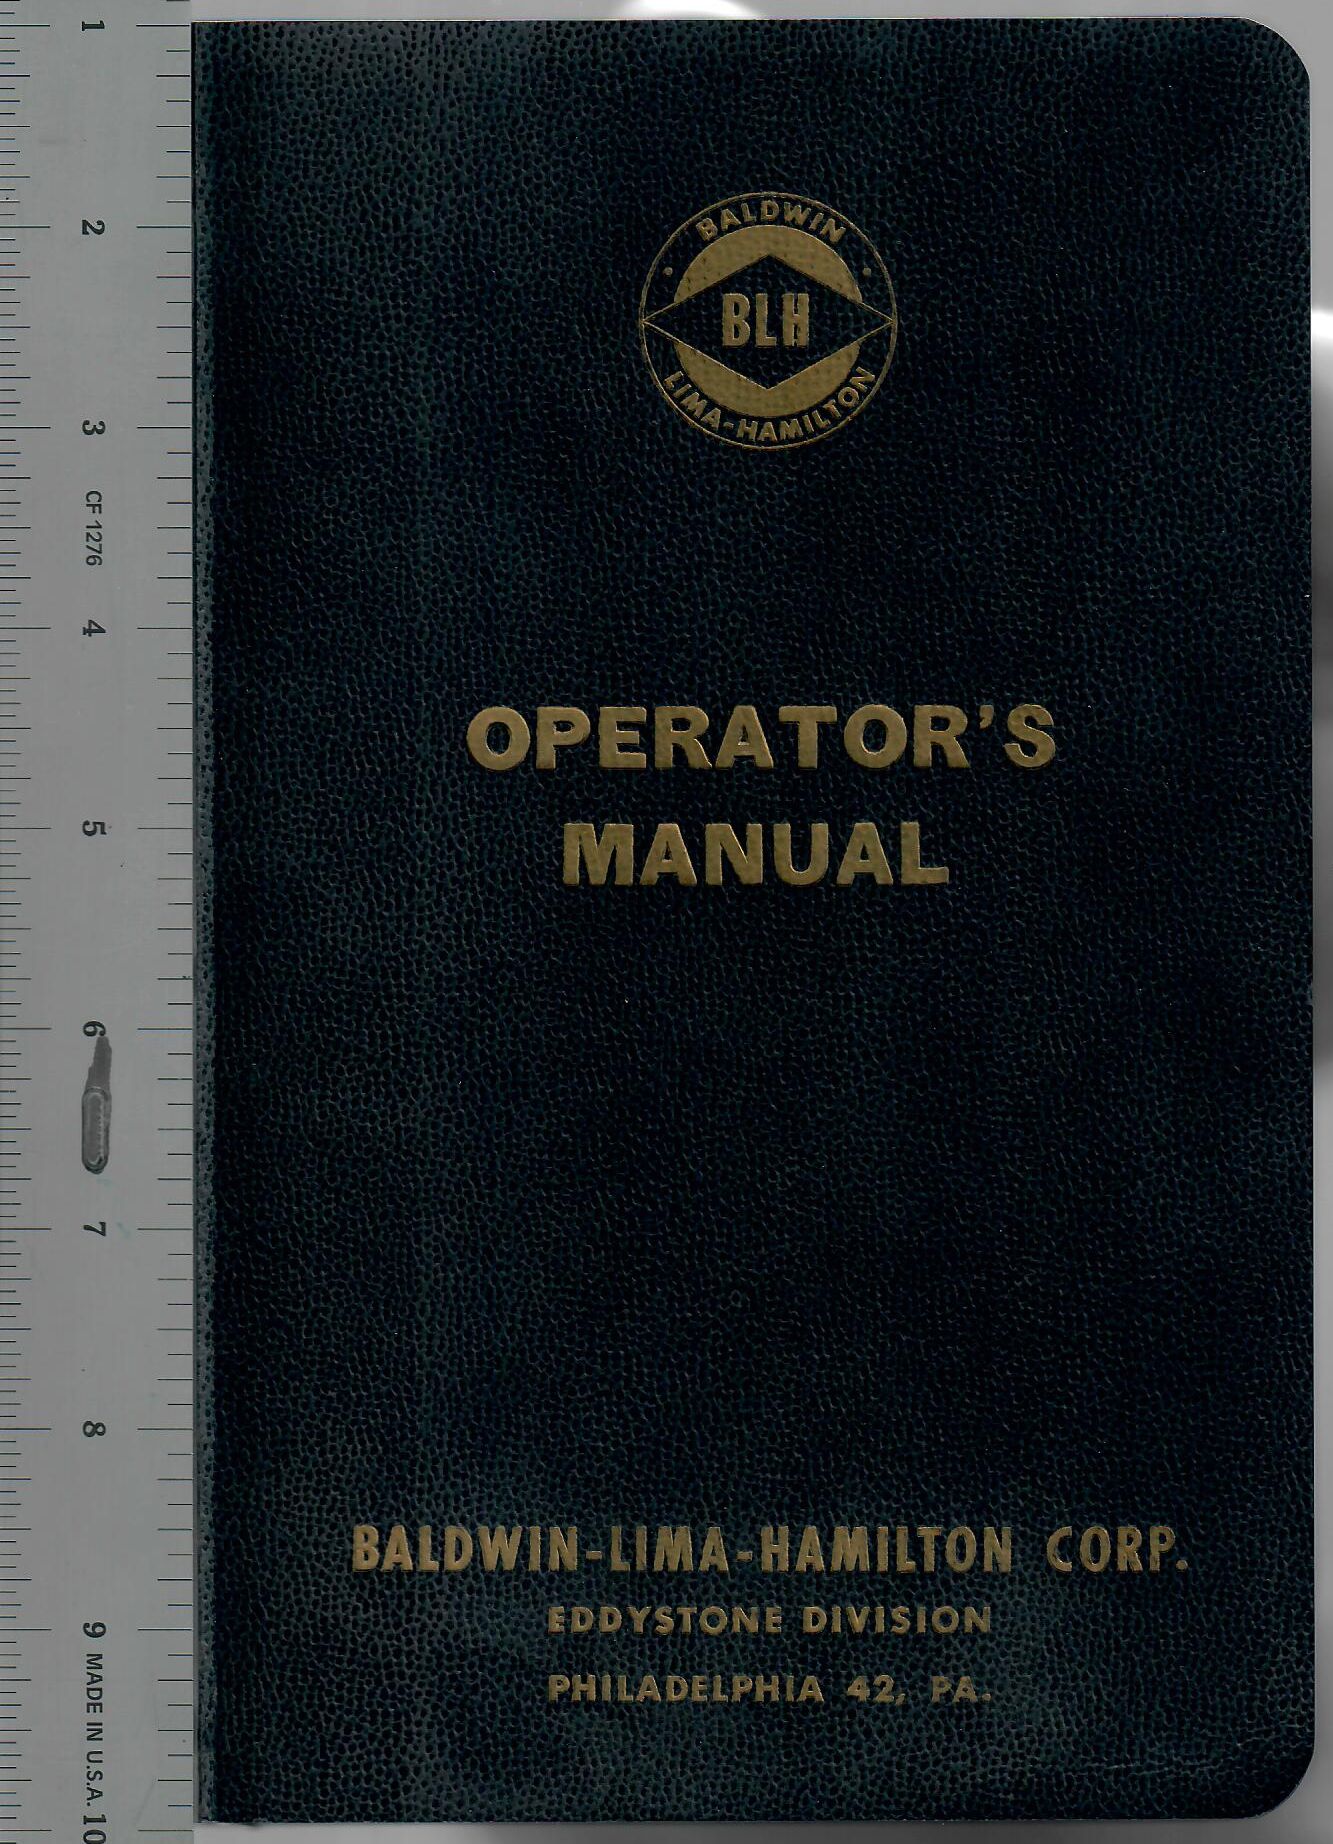 1
2
3
CF 1276
4
5
6
7
8
9 MADE IN U.S.A. 10
BALDWIN
BLH
LIMA-HAMILTON
OPERATOR'S
MANUAL
BALDWIN-LIMA-HAMILTON CORP.
EDDYSTONE DIVISION
PHILADELPHIA 42, PA.